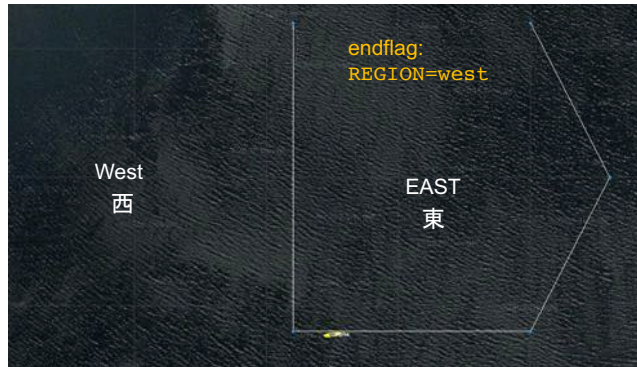 endflag:
REGION=west
West
西
EAST
東